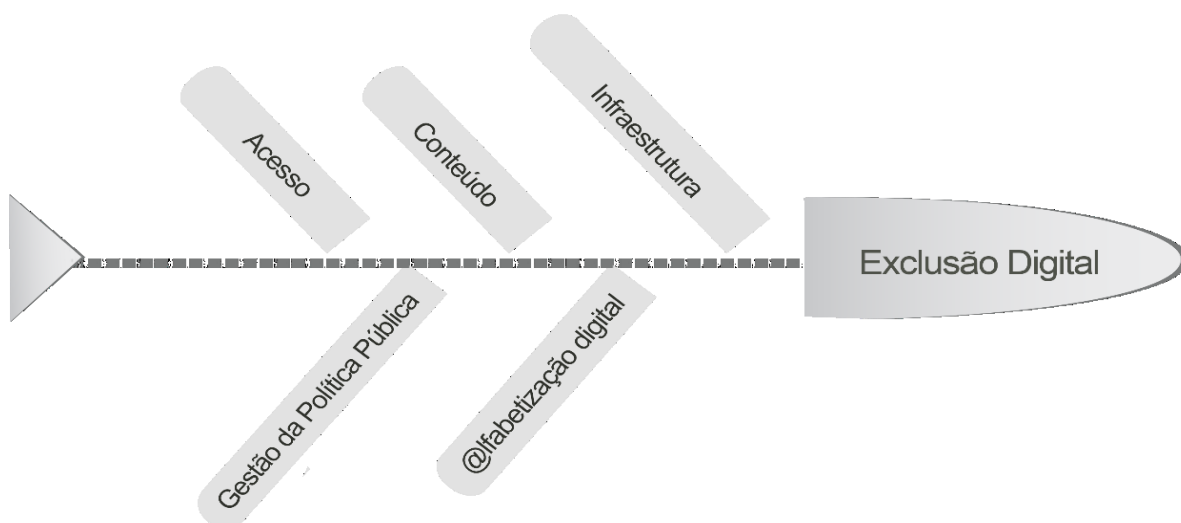 Acesso
Conteúdo
Infraestrutura
Exclusão Digital
Gestão da Política Pública
@lfabetização digital